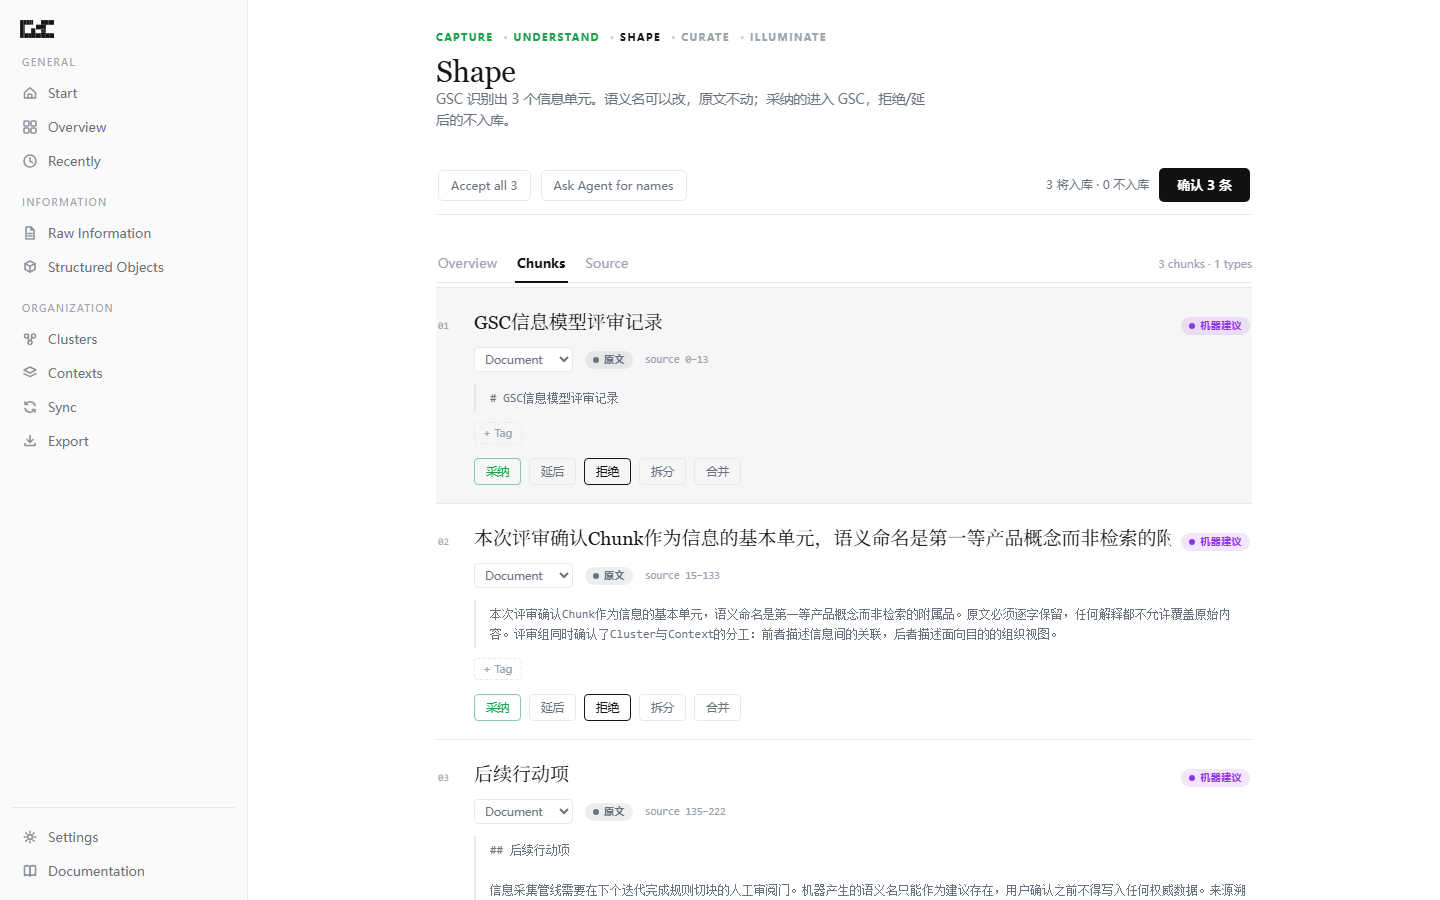 GSC
GENERAL
Start
Overview
Recently
INFORMATION
Raw Information
Structured Objects
ORGANIZATION
Clusters
Contexts
Sync
Export
Settings
Documentation
CAPTURE • UNDERSTAND • SHAPE • CURATE • ILLUMINATE
Shape
GSC 识别出 3 个信息单元。语义名可以改，原文不动；采纳的进入 GSC，拒绝/延
后的不入库。
Accept all 3 Ask Agent for names 3 将入库 · 0 不入库 确认 3 条
Overview Chunks Source 3 chunks · 1 types
01 GSC信息模型评审记录 机器建议
Document 原文 source 0–13
# GSC信息模型评审记录
+ Tag
采纳 延后 拒绝 拆分 合并
02 本次评审确认Chunk作为信息的基本单元，语义命名是第一等产品概念而非检索的附 机器建议
Document 原文 source 15–133
本次评审确认Chunk作为信息的基本单元，语义命名是第一等产品概念而非检索的附属品。原文必须逐字保留，任何解释都不允许覆盖原始内
容。评审组同时确认了Cluster与Context的分工：前者描述信息间的关联，后者描述面向目的的组织视图。
+ Tag
采纳 延后 拒绝 拆分 合并
03 后续行动项 机器建议
Document 原文 source 135–222
## 后续行动项
信息采集管线需要在下个迭代完成规则切块的人工审阅门。机器产生的语义名只能作为建议存在，用户确认之前不得写入任何权威数据。来源溯